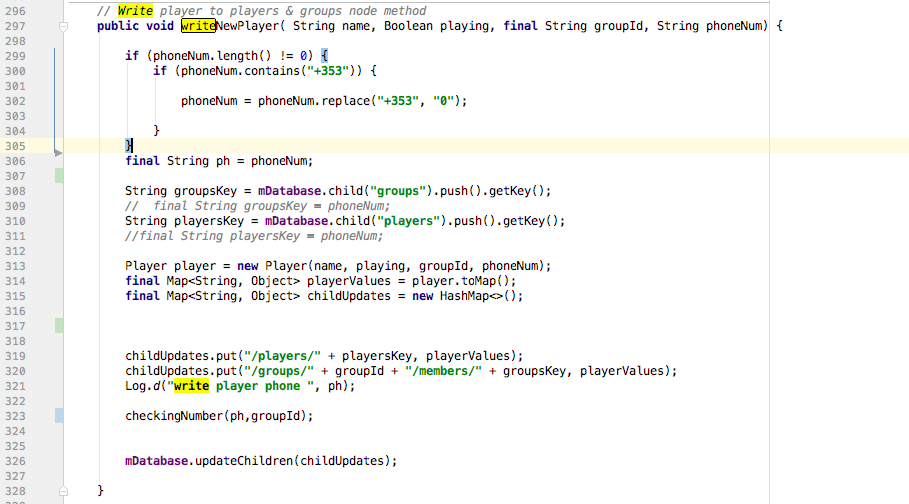 296 // Write player to players & groups node method
297 public void writeNewPlayer( String name, Boolean playing, final String groupId, String phoneNum) {
298
299 if (phoneNum.length() != 0) {
300 if (phoneNum.contains("+353")) {
301
302 phoneNum = phoneNum.replace("+353", "0");
303
304 }
305 }
306 final String ph = phoneNum;
307
308 String groupsKey = mDatabase.child("groups").push().getKey();
309 // final String groupsKey = phoneNum;
310 String playersKey = mDatabase.child("players").push().getKey();
311 //final String playersKey = phoneNum;
312
313 Player player = new Player(name, playing, groupId, phoneNum);
314 final Map<String, Object> playerValues = player.toMap();
315 final Map<String, Object> childUpdates = new HashMap<>();
316
317
318
319 childUpdates.put("/players/" + playersKey, playerValues);
320 childUpdates.put("/groups/" + groupId + "/members/" + groupsKey, playerValues);
321 Log.d("write player phone ", ph);
322
323 checkingNumber(ph,groupId);
324
325
326 mDatabase.updateChildren(childUpdates);
327
328 }